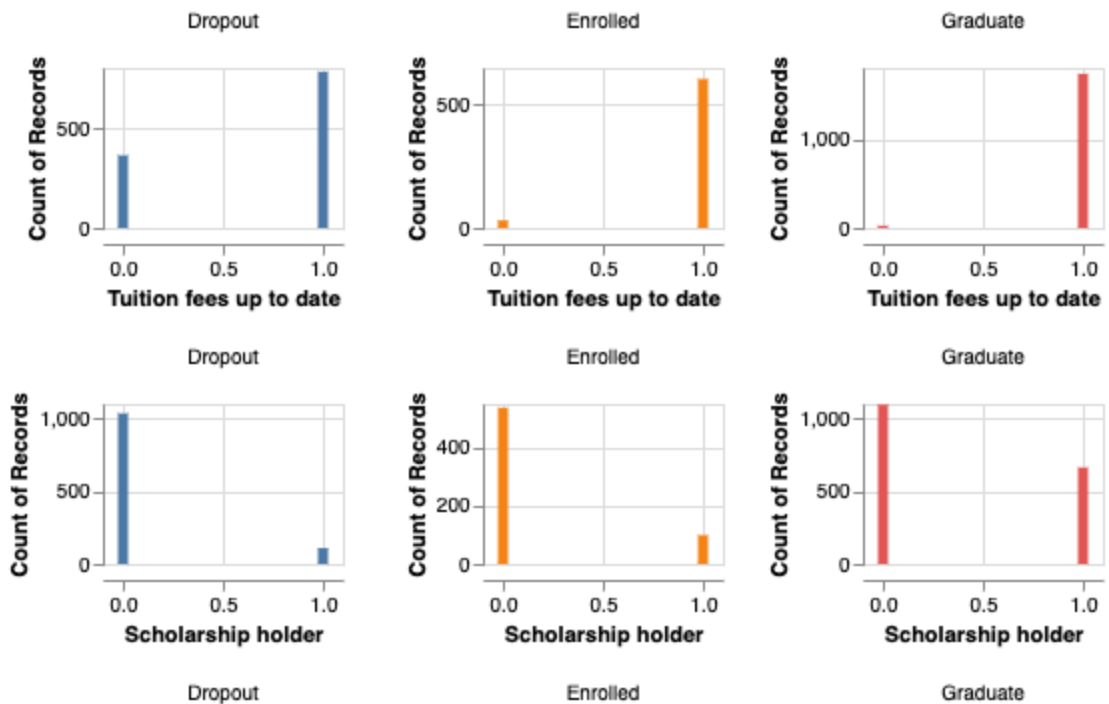 Dropout
Enrolled
Graduate
Count of Records
500
0
0.0 0.5 1.0
Tuition fees up to date
Count of Records
500
0
0.0 0.5 1.0
Tuition fees up to date
Count of Records
1,000
0
0.0 0.5 1.0
Tuition fees up to date
Dropout
Enrolled
Graduate
Count of Records
1,000
500
0
0.0 0.5 1.0
Scholarship holder
Count of Records
400
200
0
0.0 0.5 1.0
Scholarship holder
Count of Records
1,000
500
0
0.0 0.5 1.0
Scholarship holder
Dropout
Enrolled
Graduate